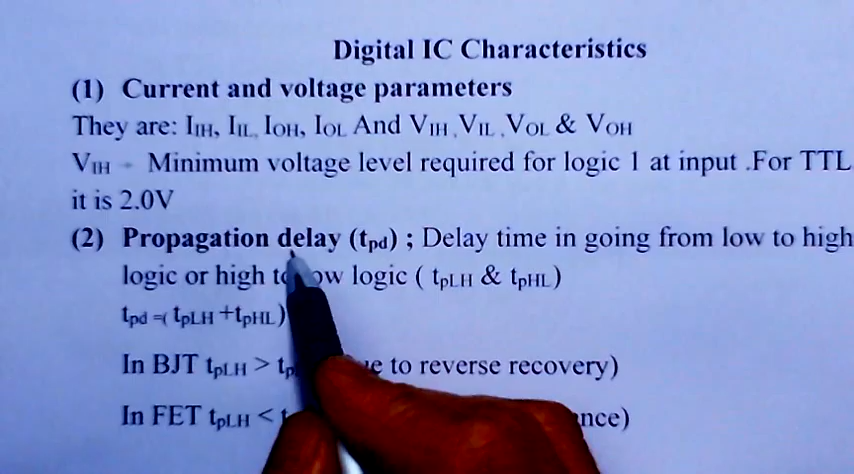 Digital IC Characteristics
(1) Current and voltage parameters
They are: IIH, IIL, IOH, IOL And VIH ,VIL ,VOL & VOH
VIH - Minimum voltage level required for logic 1 at input .For TTL
it is 2.0V
(2) Propagation delay (tpd) ; Delay time in going from low to high
logic or high low logic ( tpLH & tpHL)
tpd =( tpLH +tpHL)
In BJT tpLH > to reverse recovery)
In FET tpLH <